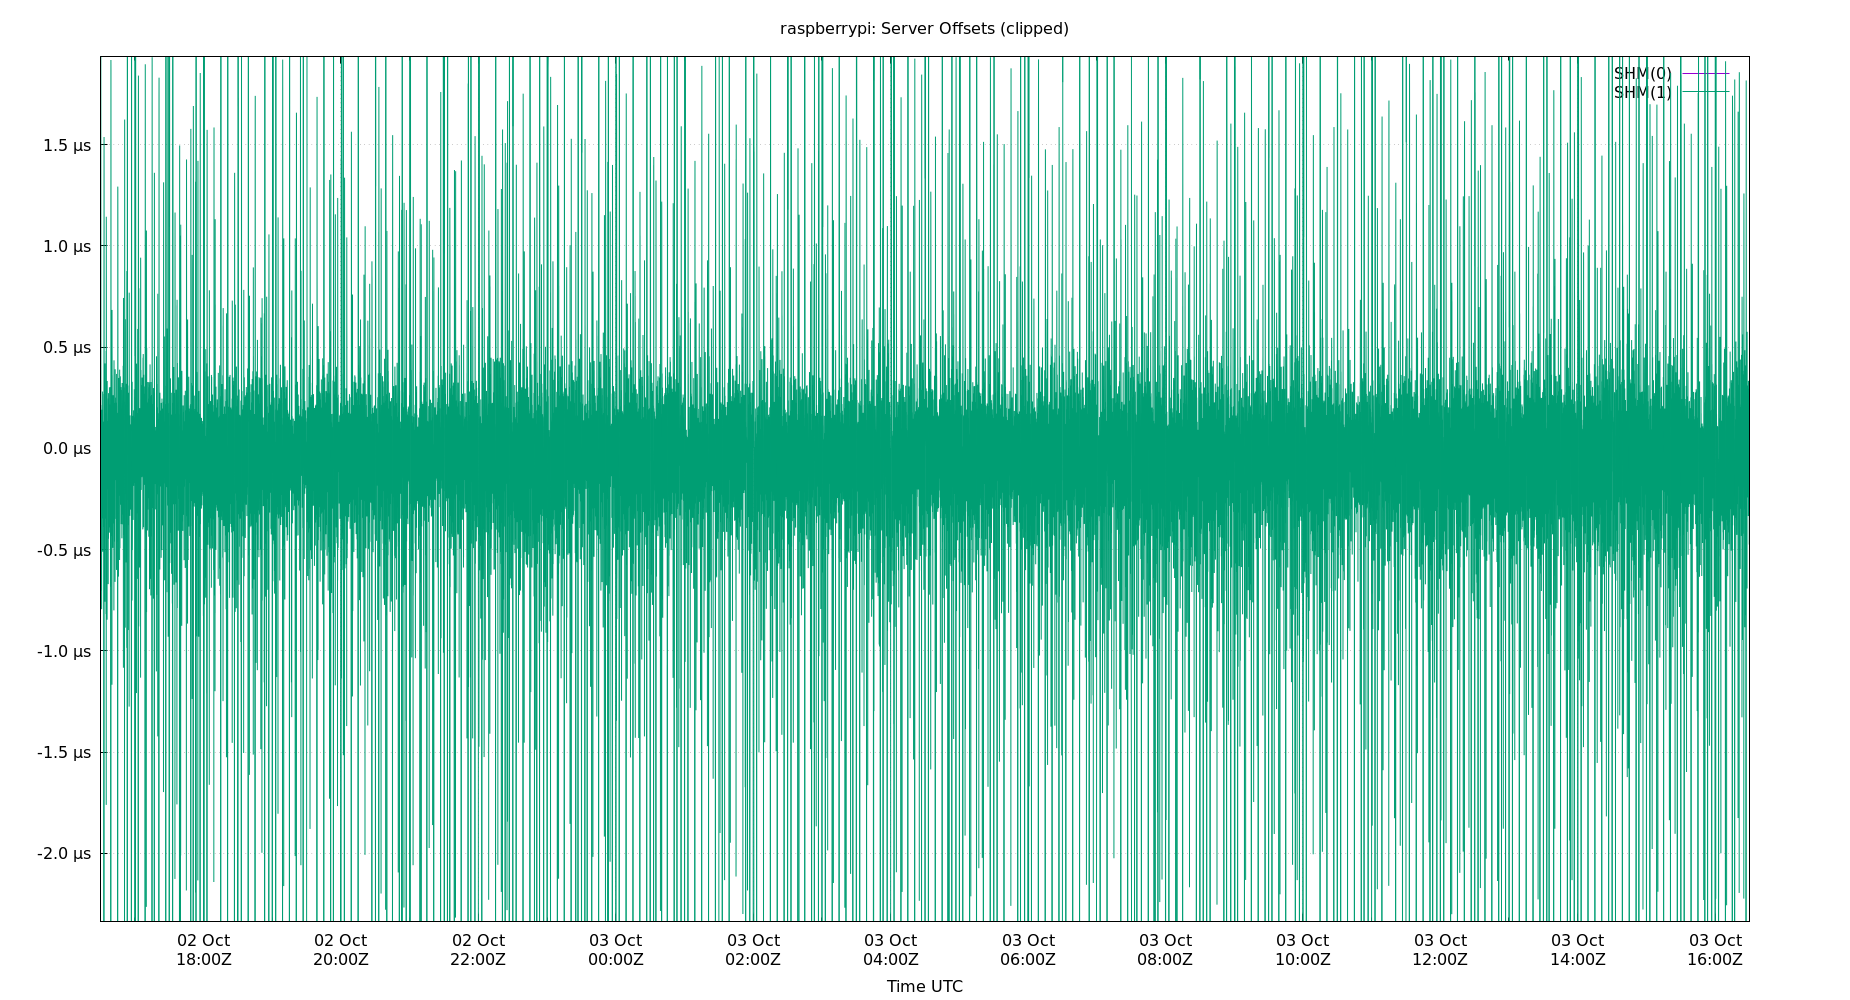 raspberrypi: Server Offsets (clipped)
SHM(0)
SHM(1)
1.5 µs
1.0 µs
0.5 µs
0.0 µs
-0.5 µs
-1.0 µs
-1.5 µs
-2.0 µs
02 Oct 02 Oct 02 Oct 03 Oct 03 Oct 03 Oct 03 Oct 03 Oct 03 Oct 03 Oct 03 Oct 03 Oct
18:00Z 20:00Z 22:00Z 00:00Z 02:00Z 04:00Z 06:00Z 08:00Z 10:00Z 12:00Z 14:00Z 16:00Z
Time UTC